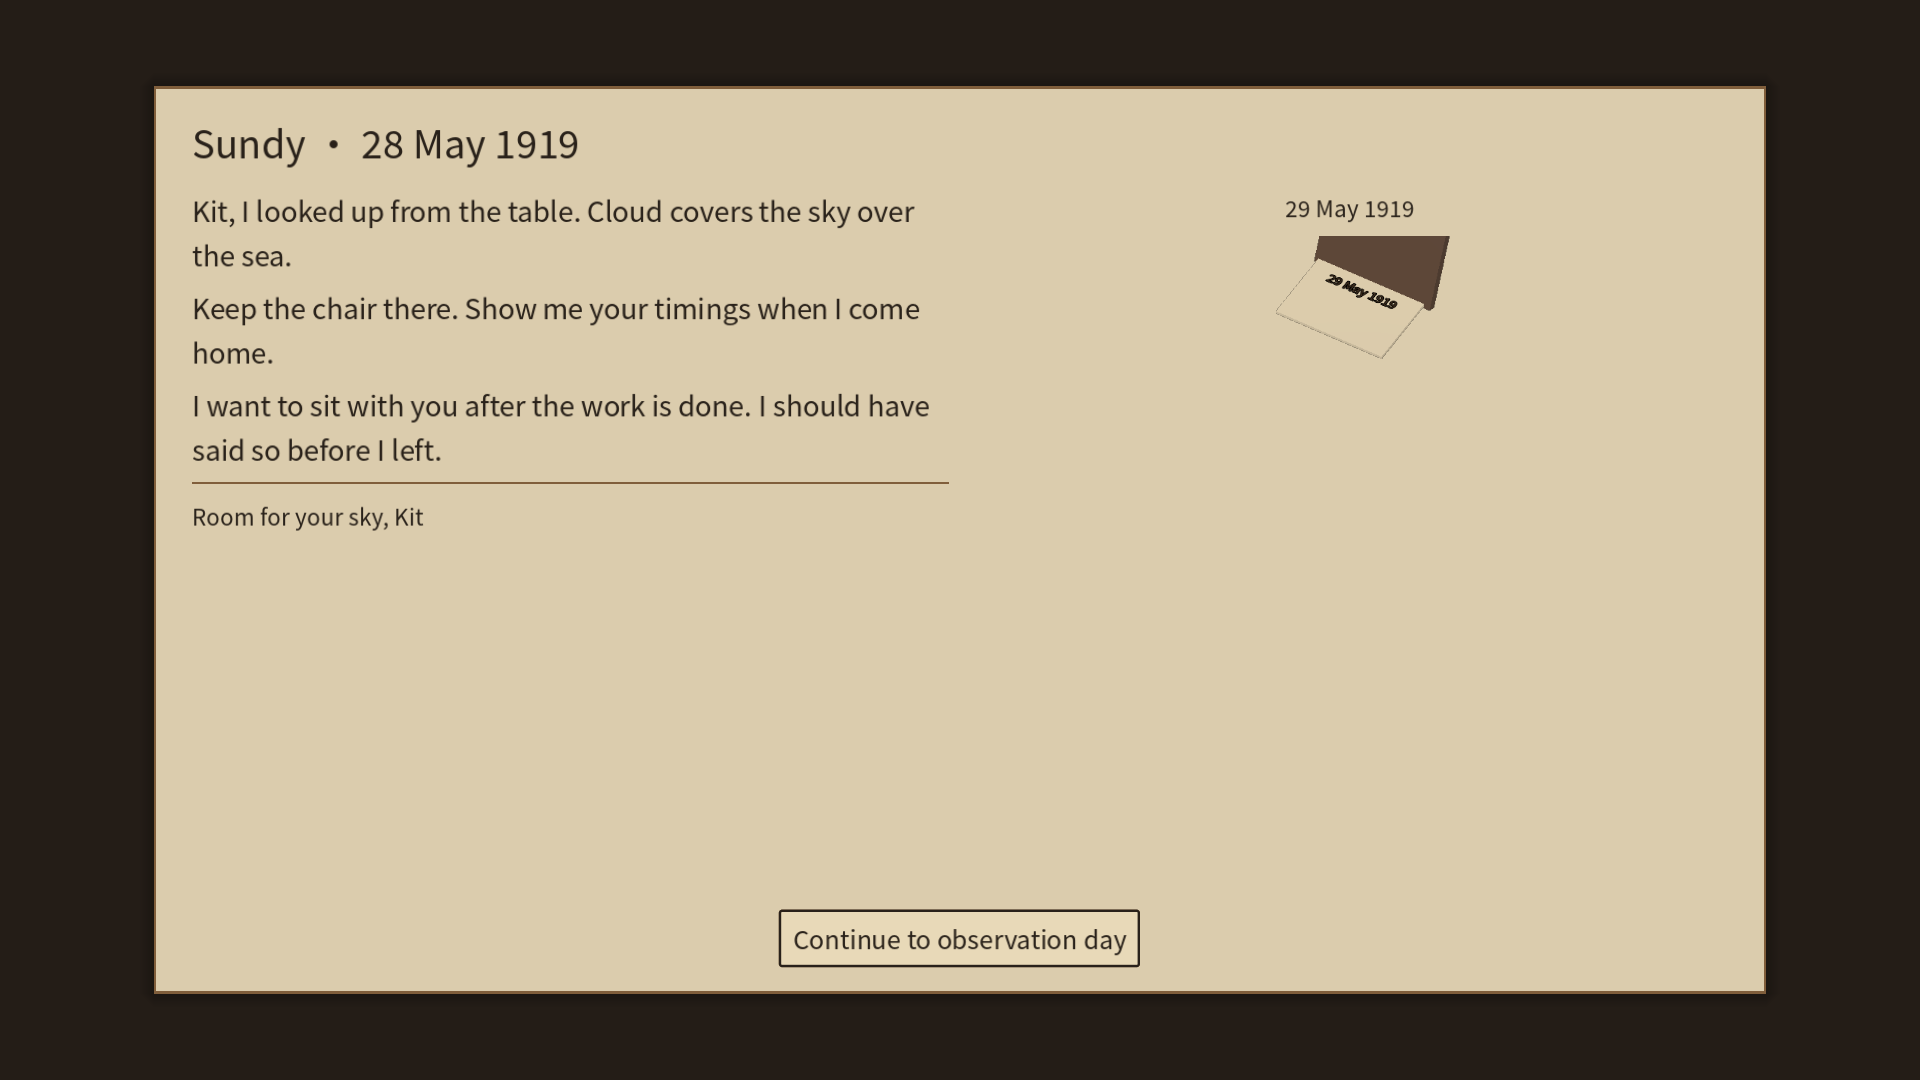 Sundy • 28 May 1919
Kit, I looked up from the table. Cloud covers the sky over
the sea.
Keep the chair there. Show me your timings when I come
home.
I want to sit with you after the work is done. I should have
said so before I left.
Room for your sky, Kit
29 May 1919
29 May 1919
Continue to observation day